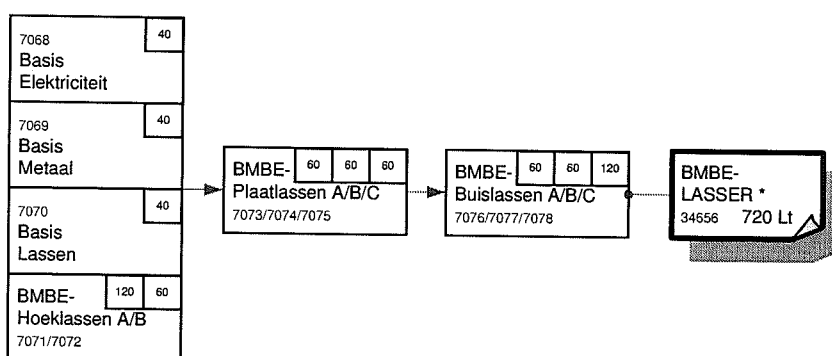 7068 40
Basis
Elektriciteit
7069 40
Basis
Metaal
7070 40
Basis
Lassen
BMBE- 120 60
Hoeklassen A/B
7071/7072
BMBE- 60 60 60
Plaatlassen A/B/C
7073/7074/7075
BMBE- 60 60 120
Buislassen A/B/C
7076/7077/7078
BMBE-
LASSER *
34656 720 Lt